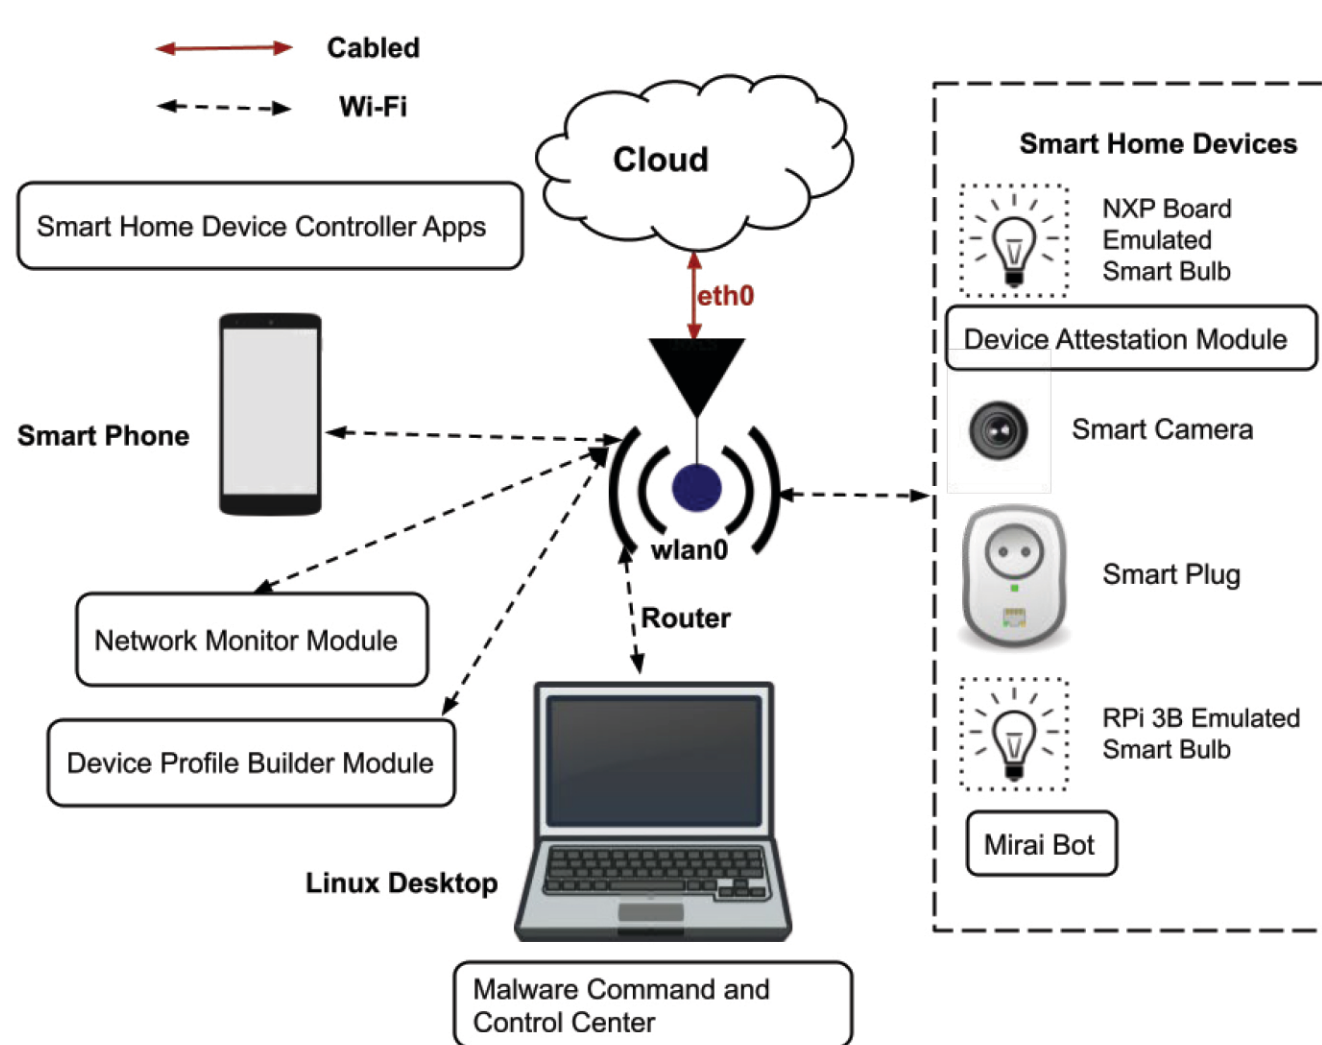 Cabled
Wi-Fi
Cloud
Smart Home Devices
Smart Home Device Controller Apps
NXP Board
Emulated
Smart Bulb
eth0
Device Attestation Module
Smart Phone
Smart Camera
wlan0
Smart Plug
Router
Network Monitor Module
RPi 3B Emulated
Smart Bulb
Device Profile Builder Module
Mirai Bot
Linux Desktop
Malware Command and
Control Center